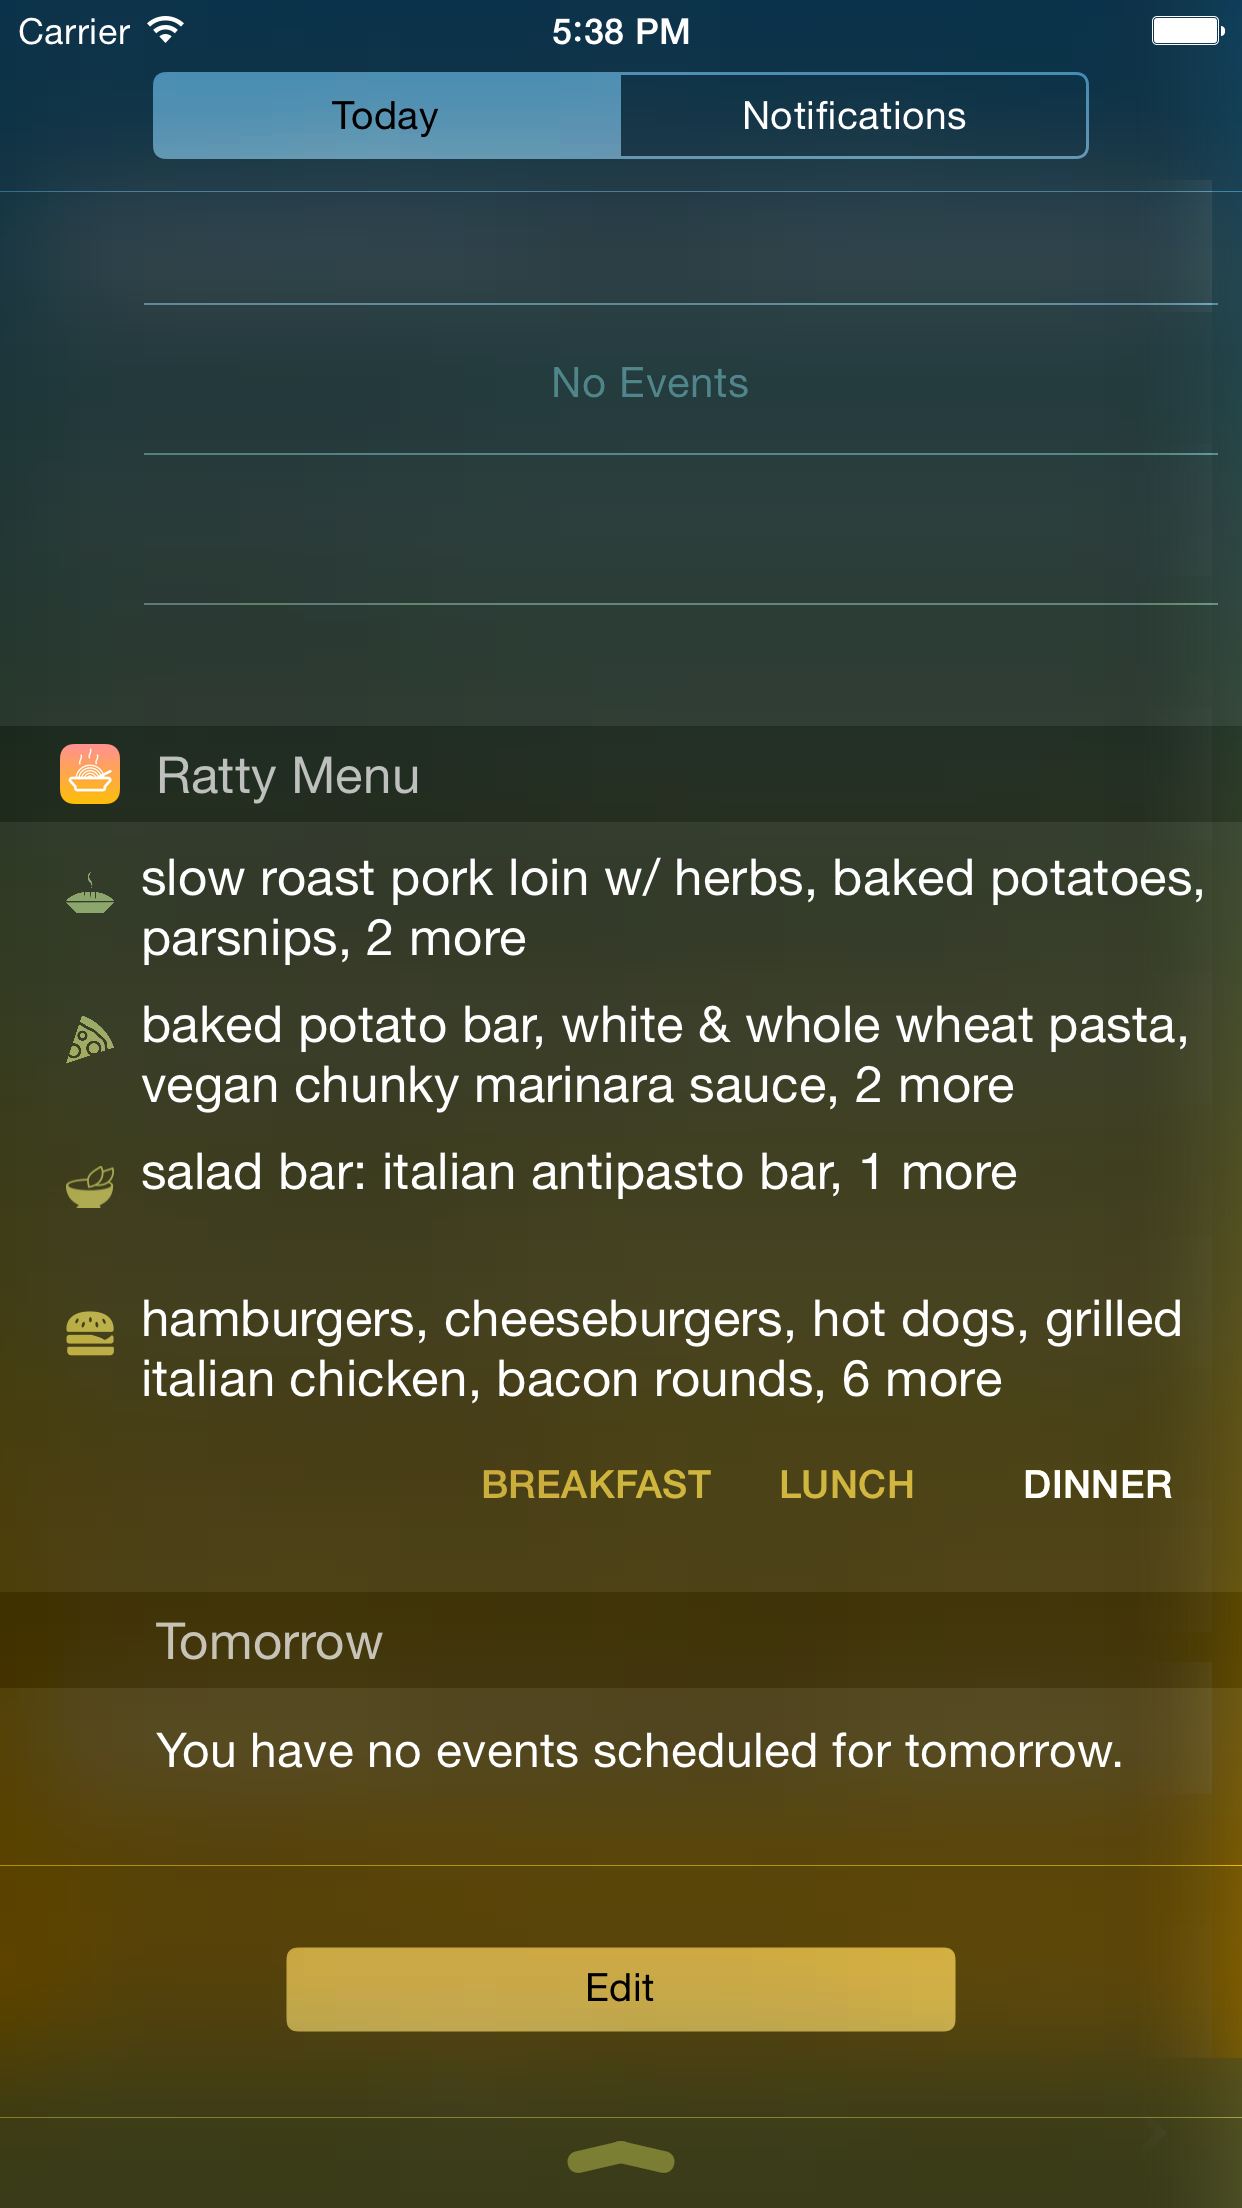 Carrier 5:38 PM
Today Notifications
No Events
Ratty Menu
slow roast pork loin w/ herbs, baked potatoes,
parsnips, 2 more
baked potato bar, white & whole wheat pasta,
vegan chunky marinara sauce, 2 more
salad bar: italian antipasto bar, 1 more
hamburgers, cheeseburgers, hot dogs, grilled
italian chicken, bacon rounds, 6 more
BREAKFAST LUNCH DINNER
Tomorrow
You have no events scheduled for tomorrow.
Edit